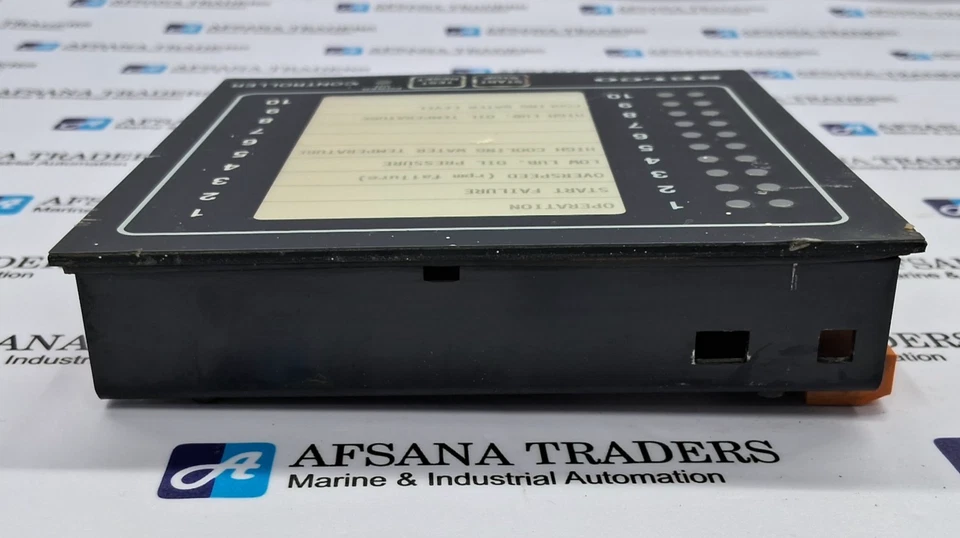 SELCO
CONTROLLER
1 OPERATION 1
2 START FAILURE 2
3 OVERSPEED (rpm failure) 3
4 LOW LUB. OIL PRESSURE 4
5 HIGH COOLING WATER TEMPERATURE 5
6 6
7 7
8 HIGH LUB. OIL TEMPERATURE 8
9 COOLING WATER LEVEL 9
10 10
AFSANA TRADERS
Marine & Industrial Automation